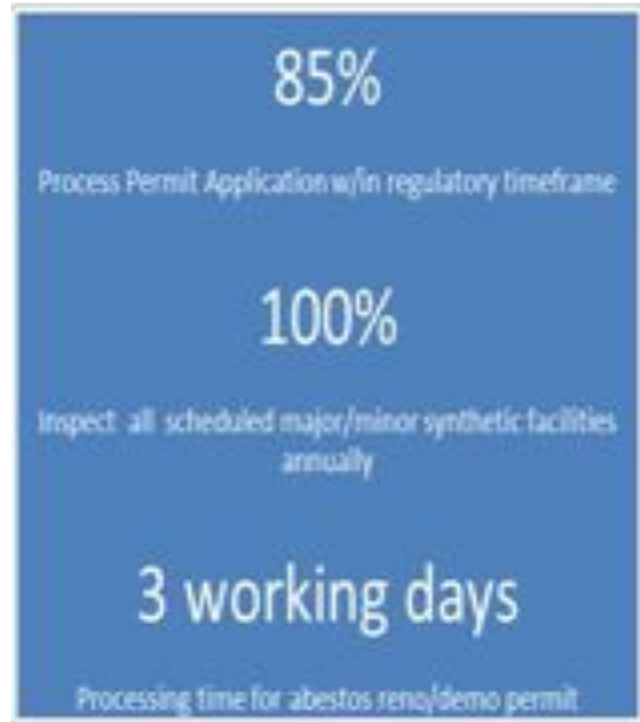 85%
Process Permit Application w/in regulatory timeframe
100%
Inspect all scheduled major/minor synthetic facilities
annually
3 working days
Processing time for abestos reno/demo permit